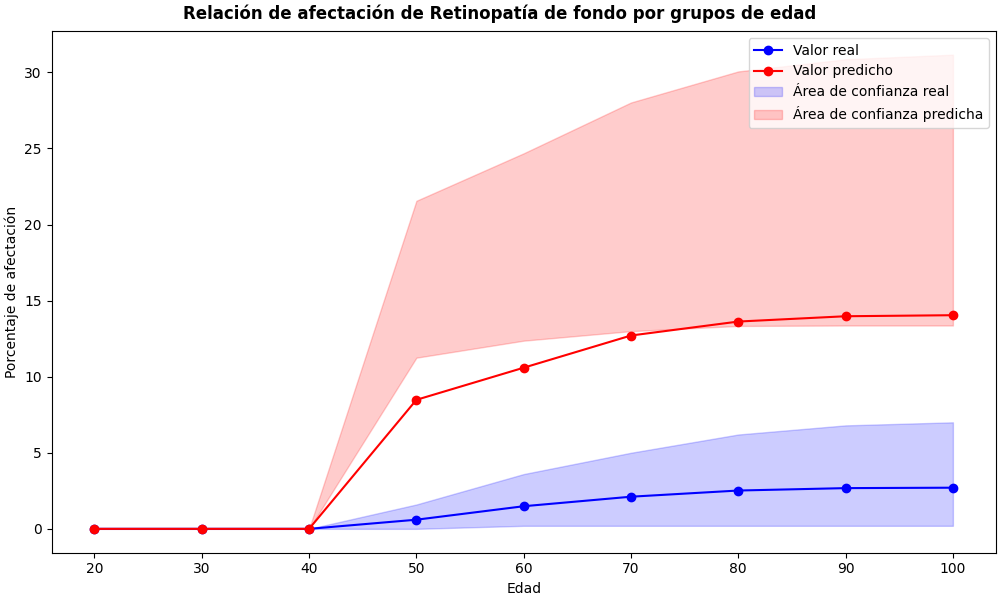 Relación de afectación de Retinopatía de fondo por grupos de edad
Valor real
Valor predicho
Área de confianza real
Área de confianza predicha
Porcentaje de afectación
30
25
20
15
10
5
0
20 30 40 50 60 70 80 90 100
Edad